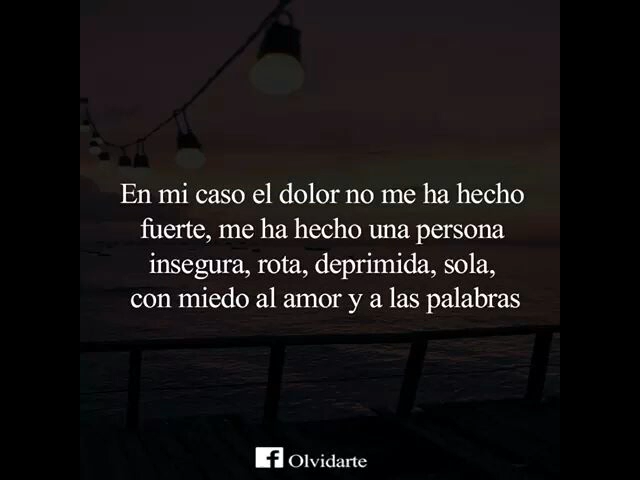 En mi caso el dolor no me ha hecho
fuerte, me ha hecho una persona
insegura, rota, deprimida, sola,
con miedo al amor y a las palabras
f Olvidarte